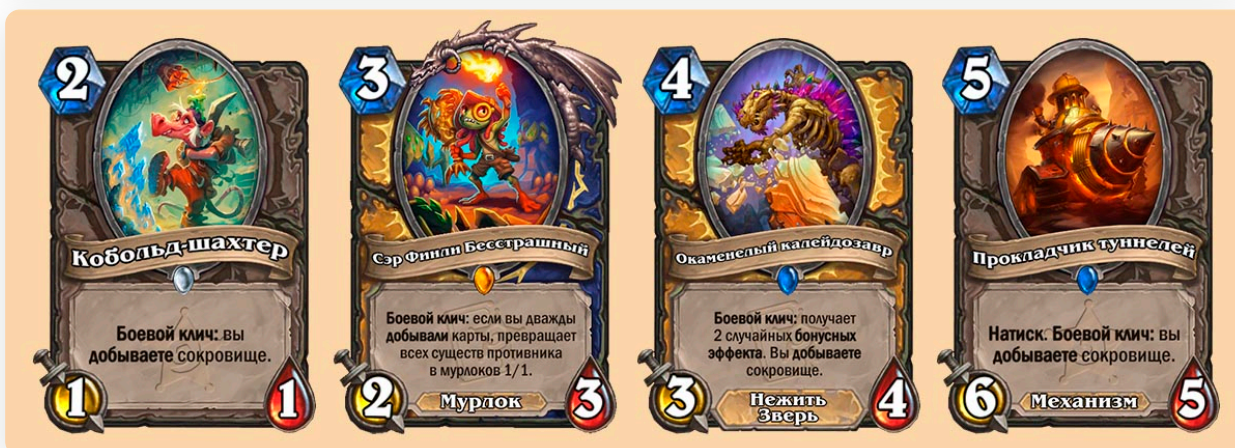 2
Кобольд-шахтер
Боевой клич: вы
добываете сокровище.
1
1
3
Сэр Финли Бесстрашный
Боевой клич: если вы дважды
добывали карты, превращает
всех существ противника
в мурлоков 1/1.
2
Мурлок
3
4
Окаменелый калейдозавр
Боевой клич: получает
2 случайных бонусных
эффекта. Вы добываете
сокровище.
3
Нежить
Зверь
4
5
Прокладчик туннелей
Натиск. Боевой клич: вы
добываете сокровище.
6
Механизм
5